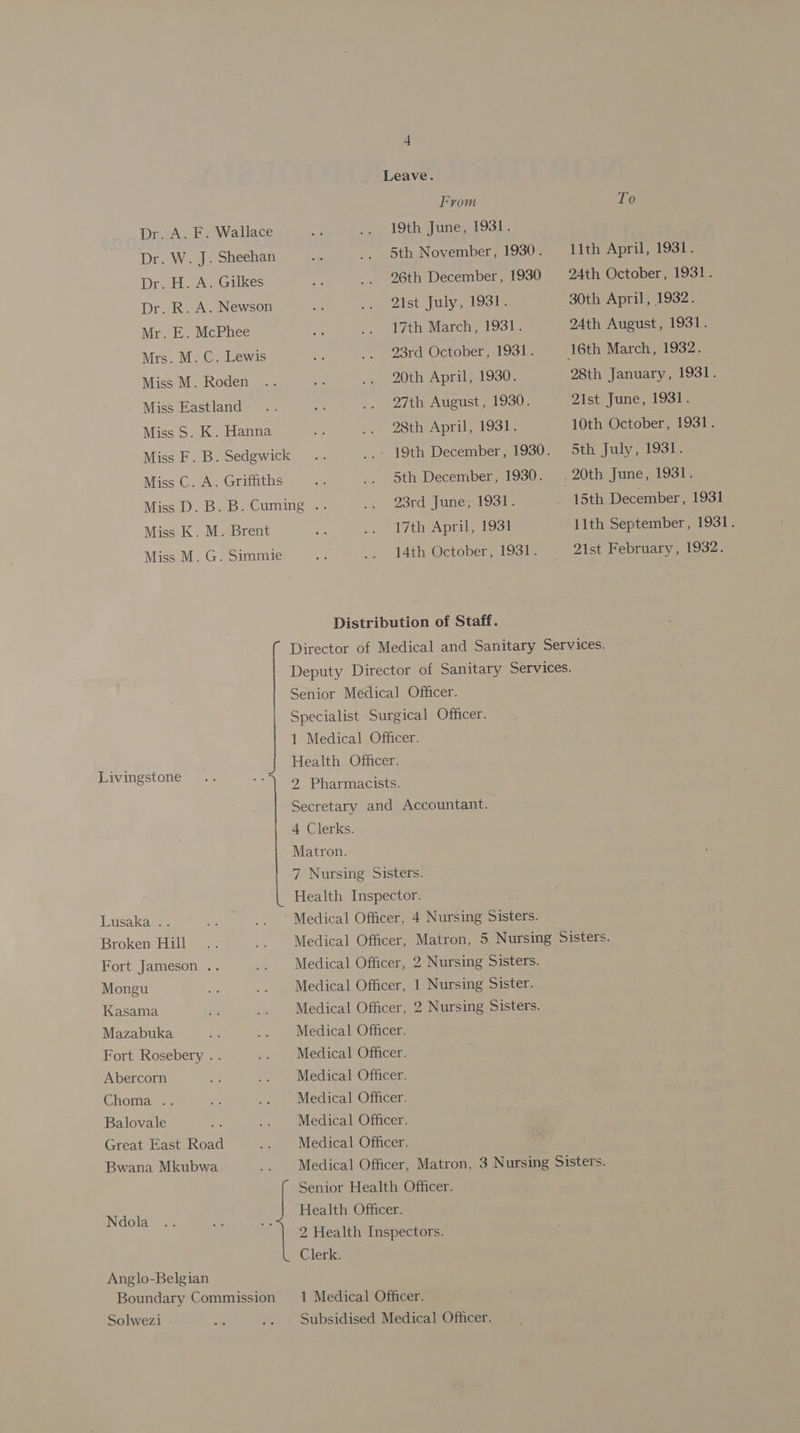 4
Leave.
From To
Dr. A. F. Wallace .. .. 19th June, 1931.
Dr. W. J. Sheehan .. .. 5th November, 1930. 11th April, 1931.
Dr. H. A. Gilkes .. .. 26th December, 1930 24th October, 1931.
Dr. R. A. Newson .. .. 21st July, 1931. 30th April, 1932.
Mr. E. McPhee .. .. 17th March, 1931. 24th August, 1931.
Mrs. M. C. Lewis .. .. 23rd October, 1931. 16th March, 1932.
Miss M. Roden .. .. .. 20th April, 1930. 28th January, 1931.
Miss Eastland .. .. .. 27th August, 1930. 21st June, 1931.
Miss S. K. Hanna .. .. 28th April, 1931. 10th October, 1931.
Miss F. B. Sedgwick .. .. 19th December, 1930. 5th July, 1931.
Miss C. A. Griffiths .. .. 5th December, 1930. 20th June, 1931.
Miss D. B. B. Cuming .. .. 23rd June, 1931. 15th December, 1931
Miss K. M. Brent .. .. 17th April, 1931 11th September, 1931.
Miss M. G. Simmie .. .. 14th October, 1931. 21st February, 1932.
Distribution of Staff.
Director of Medical and Sanitary Services.
Deputy Director of Sanitary Services.
Senior Medical Officer.
Specialist Surgical Officer.
1 Medical Officer.
Health Officer.
Livingstone .. .. 2 Pharmacists.
Secretary and Accountant.
4 Clerks.
Matron.
7 Nursing Sisters.
Health Inspector.
Lusaka .. .. .. Medical Officer, 4 Nursing Sisters.
Broken Hill .. .. Medical Officer, Matron, 5 Nursing Sisters.
Fort Jameson .. .. Medical Officer, 2 Nursing Sisters.
Mongu .. .. Medical Officer, 1 Nursing Sister.
Kasama .. .. Medical Officer, 2 Nursing Sisters.
Mazabuka .. .. Medical Officer.
Fort Rosebery .. .. Medical Officer.
Abercorn .. .. Medical Officer.
Choma .. .. .. Medical Officer.
Balovale .. .. Medical Officer.
Great East Road .. Medical Officer.
Bwana Mkubwa .. Medical Officer, Matron, 3 Nursing Sisters.
Senior Health Officer.
Health Officer.
Ndola .. .. .. 2 Health Inspectors.
Clerk.
Anglo-Belgian
Boundary Commission 1 Medical Officer.
Solwezi .. .. Subsidised Medical Officer.